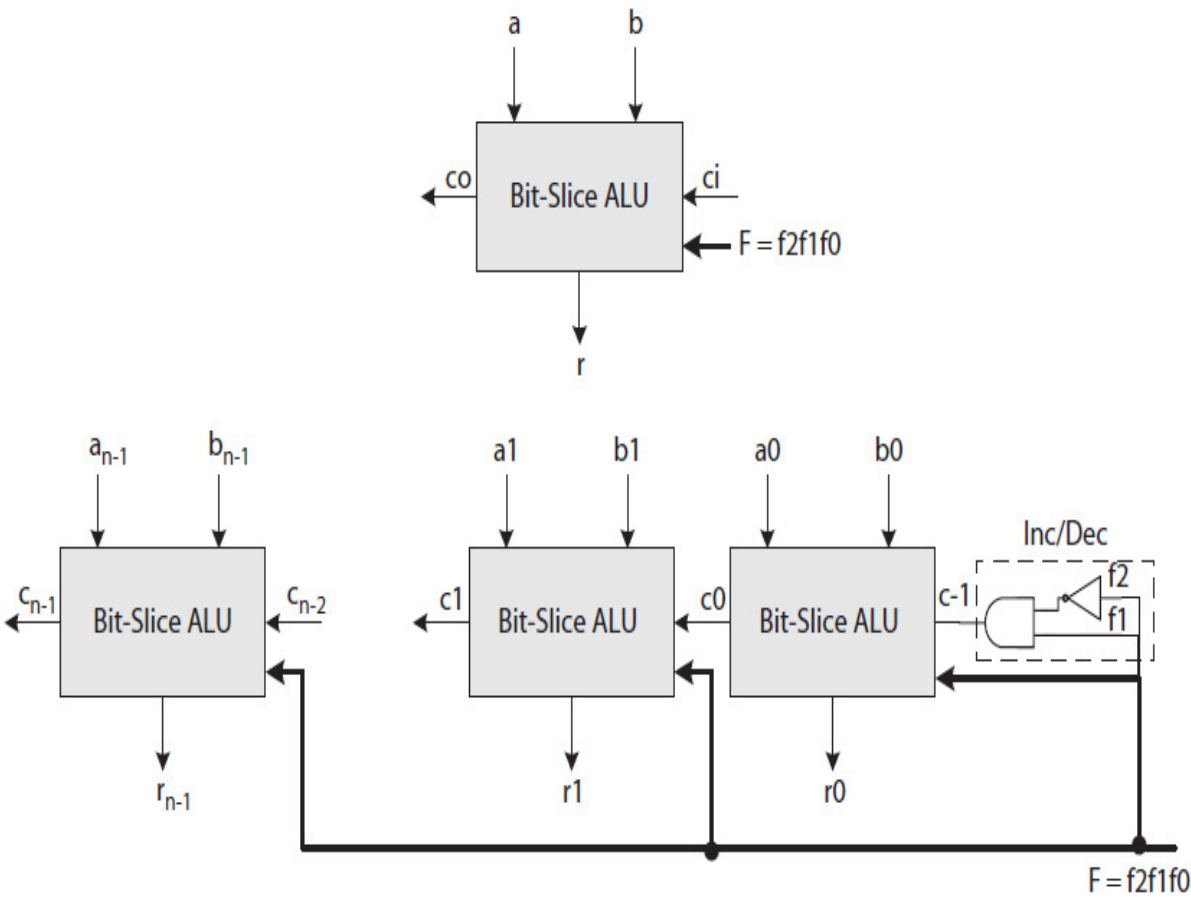 a b
co Bit-Slice ALU ci
F = f2f1f0
r
an-1 bn-1 a1 b1 a0 b0
Inc/Dec
cn-1 Bit-Slice ALU cn-2 c1 Bit-Slice ALU c0 Bit-Slice ALU c-1 f2
f1
rn-1 r1 r0
F = f2f1f0